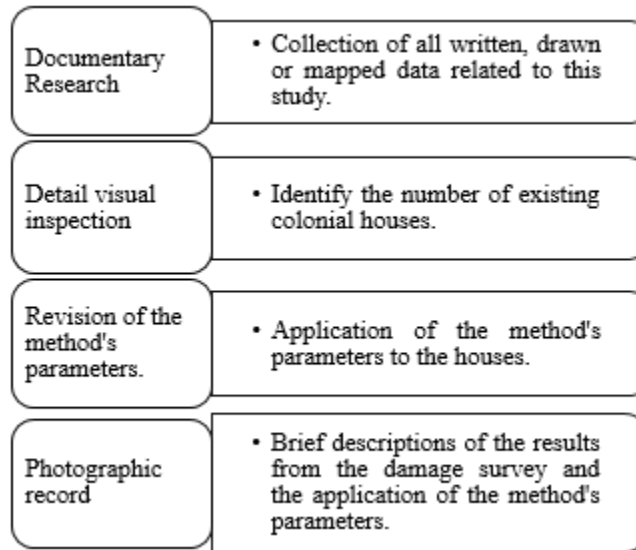 Documentary
Research
• Collection of all written, drawn
or mapped data related to this
study.
Detail visual
inspection
• Identify the number of existing
colonial houses.
Revision of the
method's
parameters.
• Application of the method's
parameters to the houses.
Photographic
record
• Brief descriptions of the results
from the damage survey and
the application of the method's
parameters.